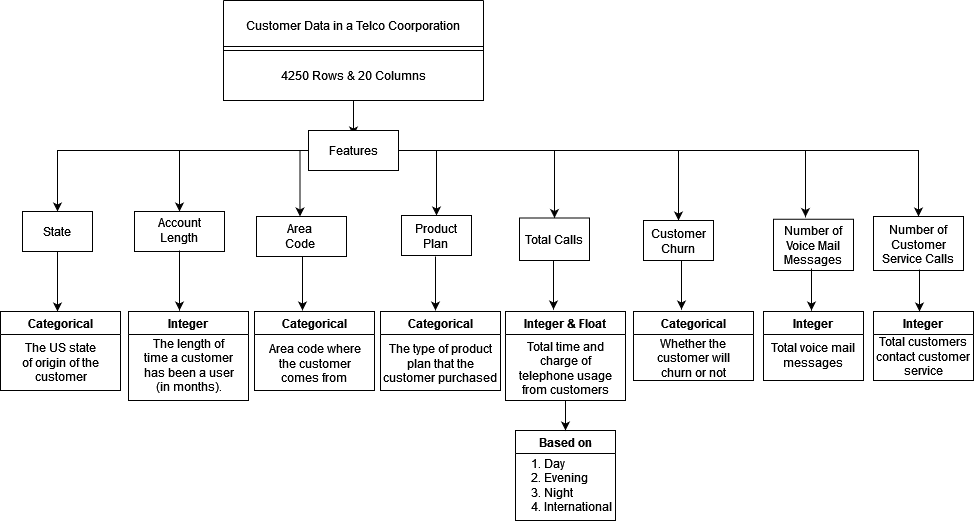 Customer Data in a Telco Coorporation
4250 Rows & 20 Columns
Features
State
Account
Length
Area
Code
Product
Plan
Total Calls
Customer
Churn
Number of
Voice Mail
Messages
Number of
Customer
Service Calls
Categorical
The US state
of origin of the
customer
Integer
The length of
time a customer
has been a user
(in months).
Categorical
Area code where
the customer
comes from
Categorical
The type of product
plan that the
customer purchased
Integer & Float
Total time and
charge of
telephone usage
from customers
Categorical
Whether the
customer will
churn or not
Integer
Total voice mail
messages
Integer
Total customers
contact customer
service
Based on
1. Day
2. Evening
3. Night
4. International